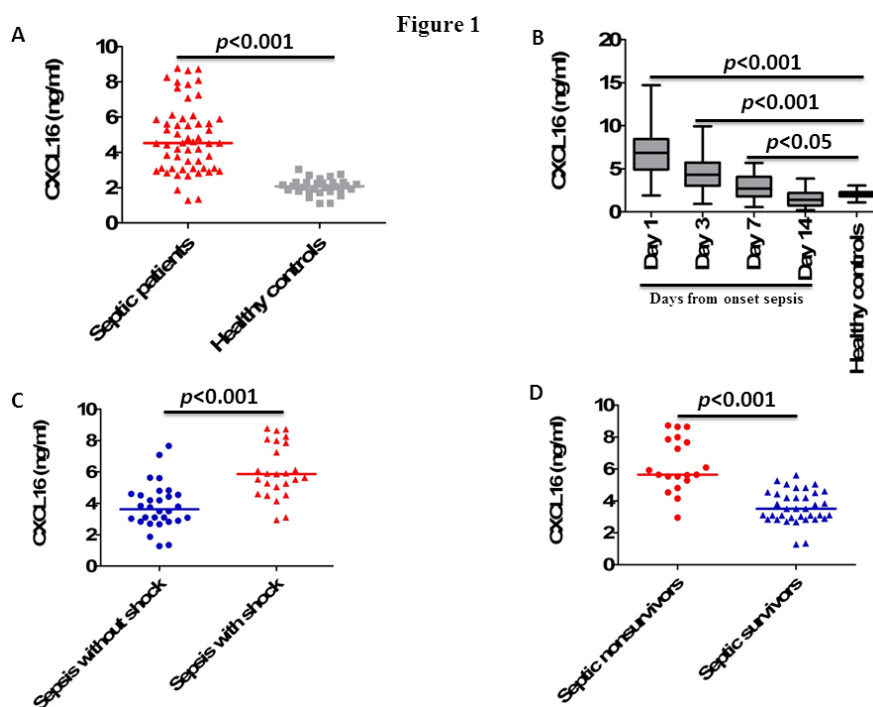 Figure 1
A
p<0.001
CXCL16 (ng/ml)
10
8
6
4
2
0
Septic patients
Healthy controls
B
CXCL16 (ng/ml)
20
15
10
5
0
p<0.001
p<0.001
p<0.05
Day 1
Day 3
Day 7
Day 14
Healthy controls
Days from onset sepsis
C
p<0.001
CXCL16 (ng/ml)
10
8
6
4
2
0
Sepsis without shock
Sepsis with shock
D
p<0.001
CXCL16 (ng/ml)
10
8
6
4
2
0
Septic nonsurvivors
Septic survivors